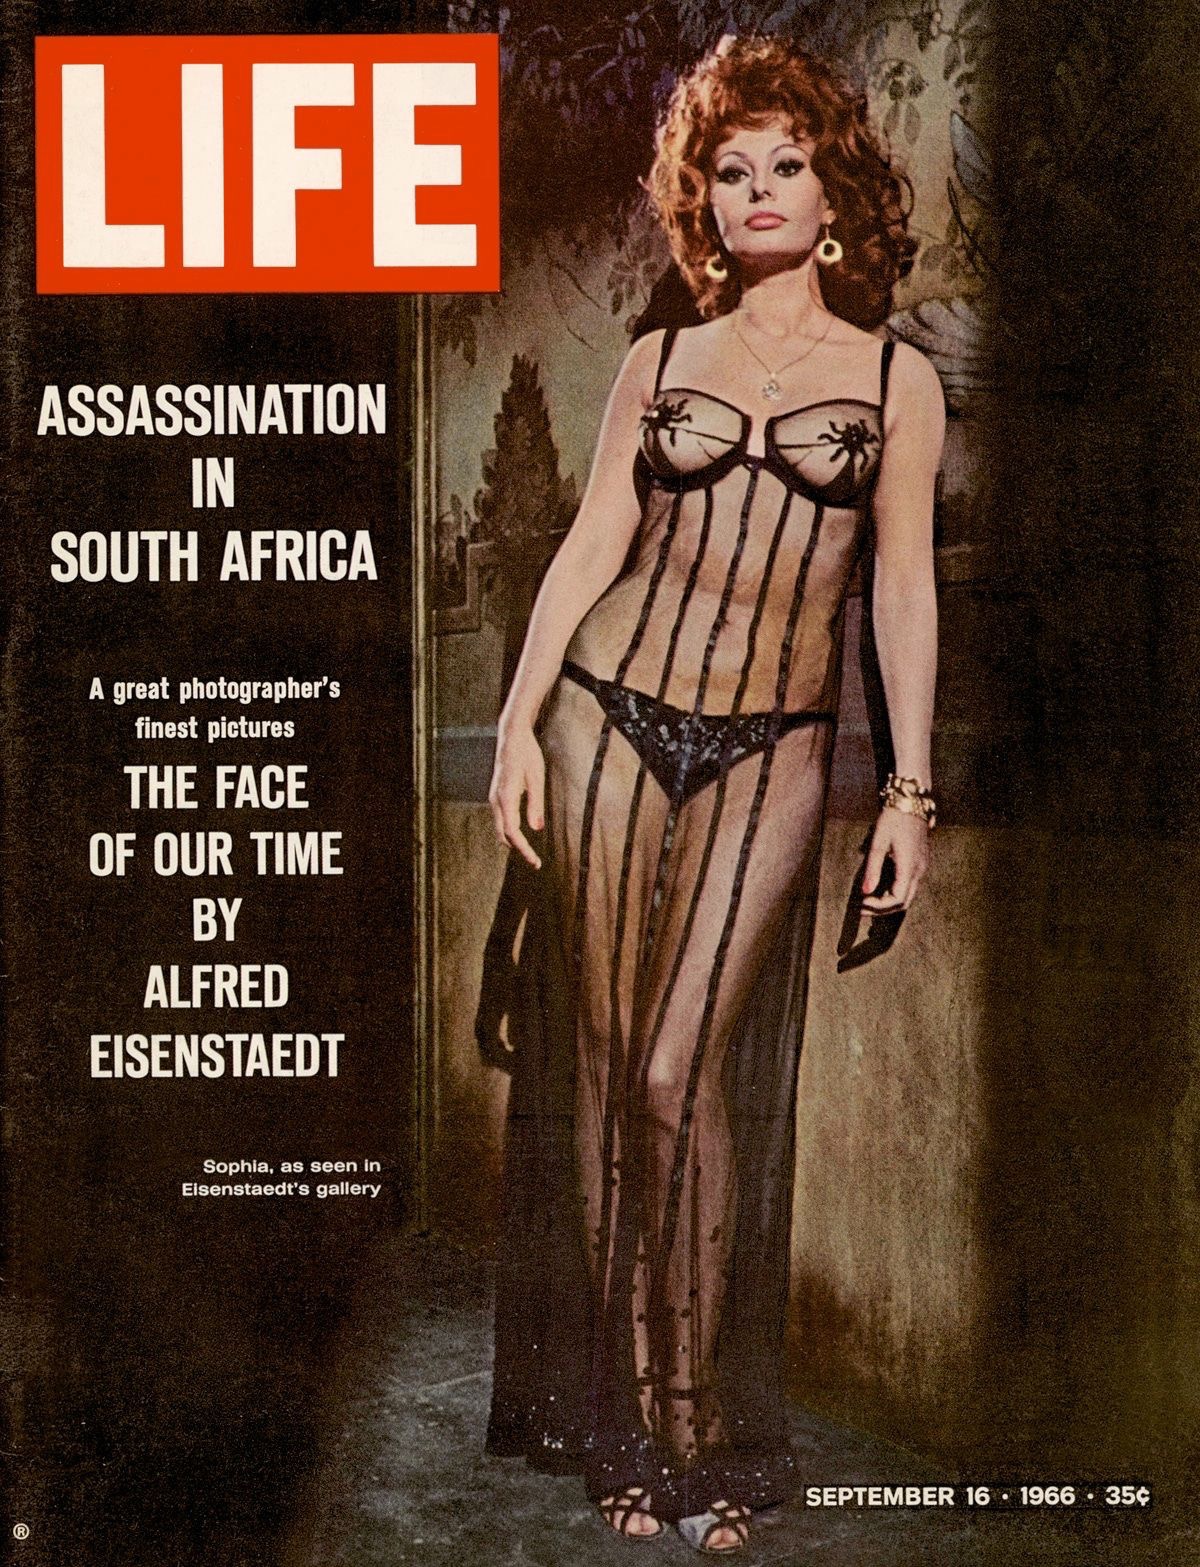 LIFE
ASSASSINATION
IN
SOUTH AFRICA
A great photographer's
finest pictures
THE FACE
OF OUR TIME
BY
ALFRED
EISENSTAEDT
Sophia, as seen in
Eisenstaedt's gallery
SEPTEMBER 16 · 1966 · 35¢
®